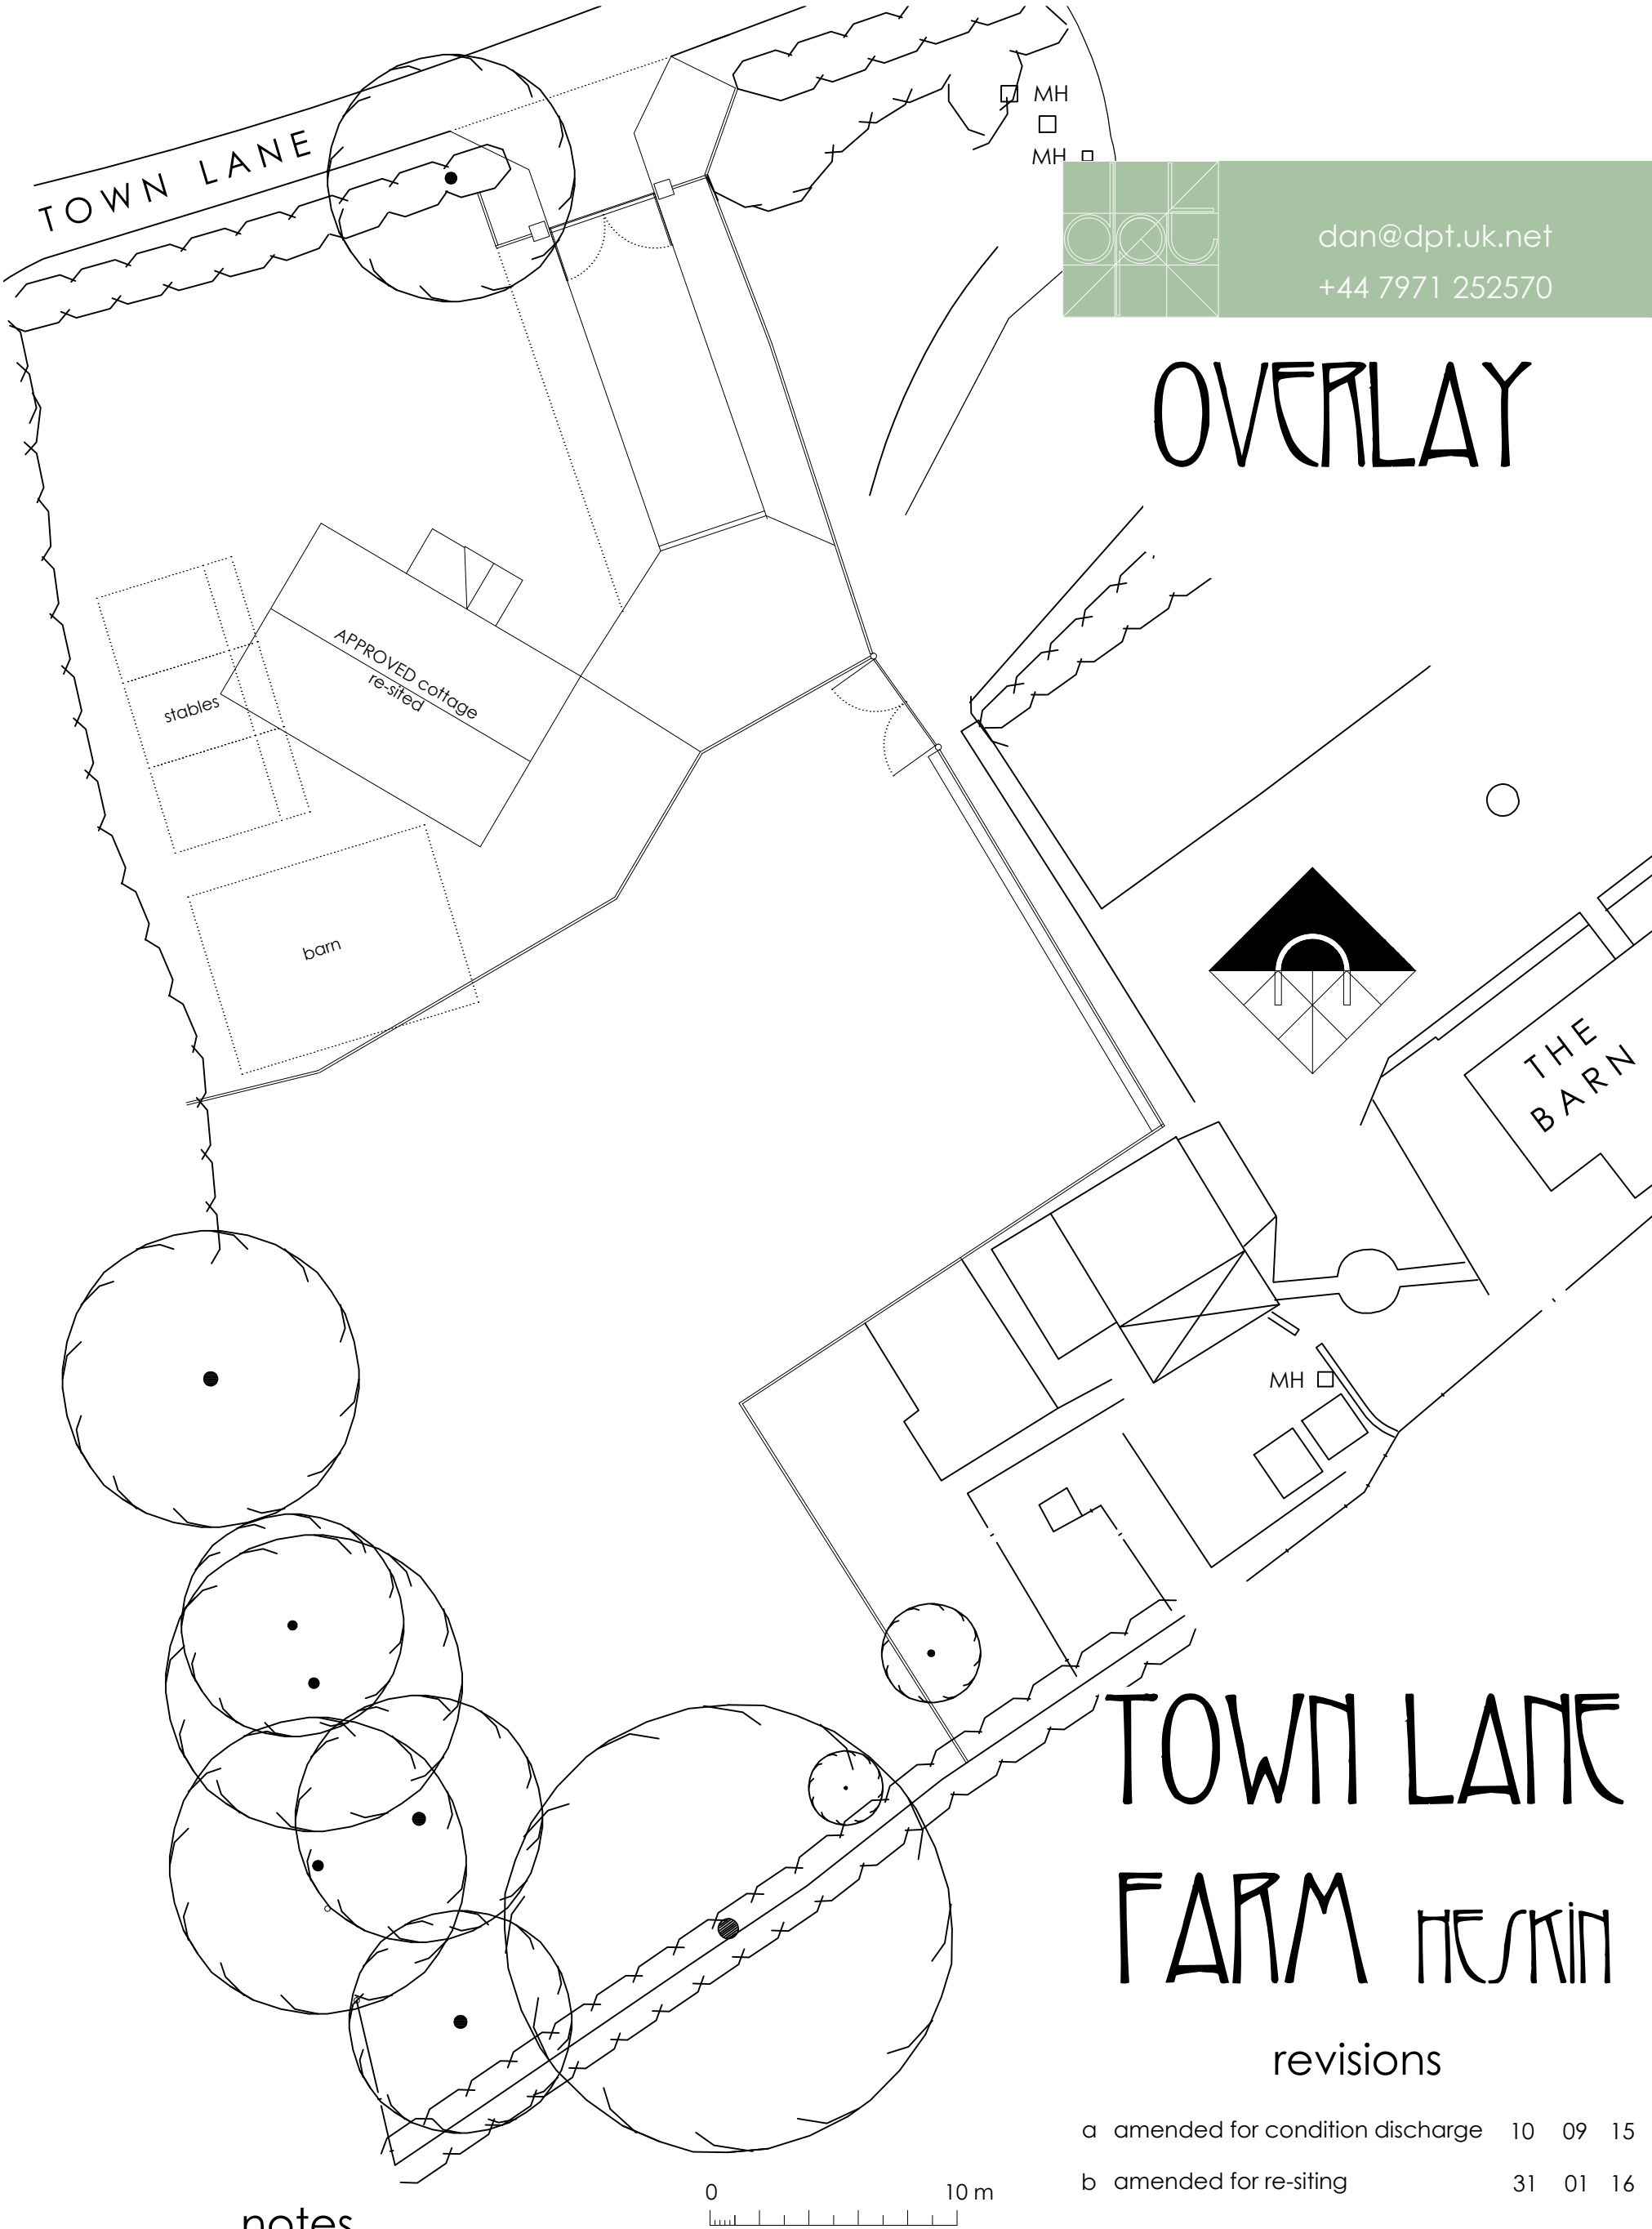 TOWN LANE
MH
MH
dpt
dan@dpt.uk.net
+44 7971 252570
OVERLAY
APPROVED cottage
re-sited
stables
barn
THE
BARN
MH
TOWN LANE
FARM HESKIN
revisions
a amended for condition discharge 10 09 15
b amended for re-siting 31 01 16
0 10 m
notes